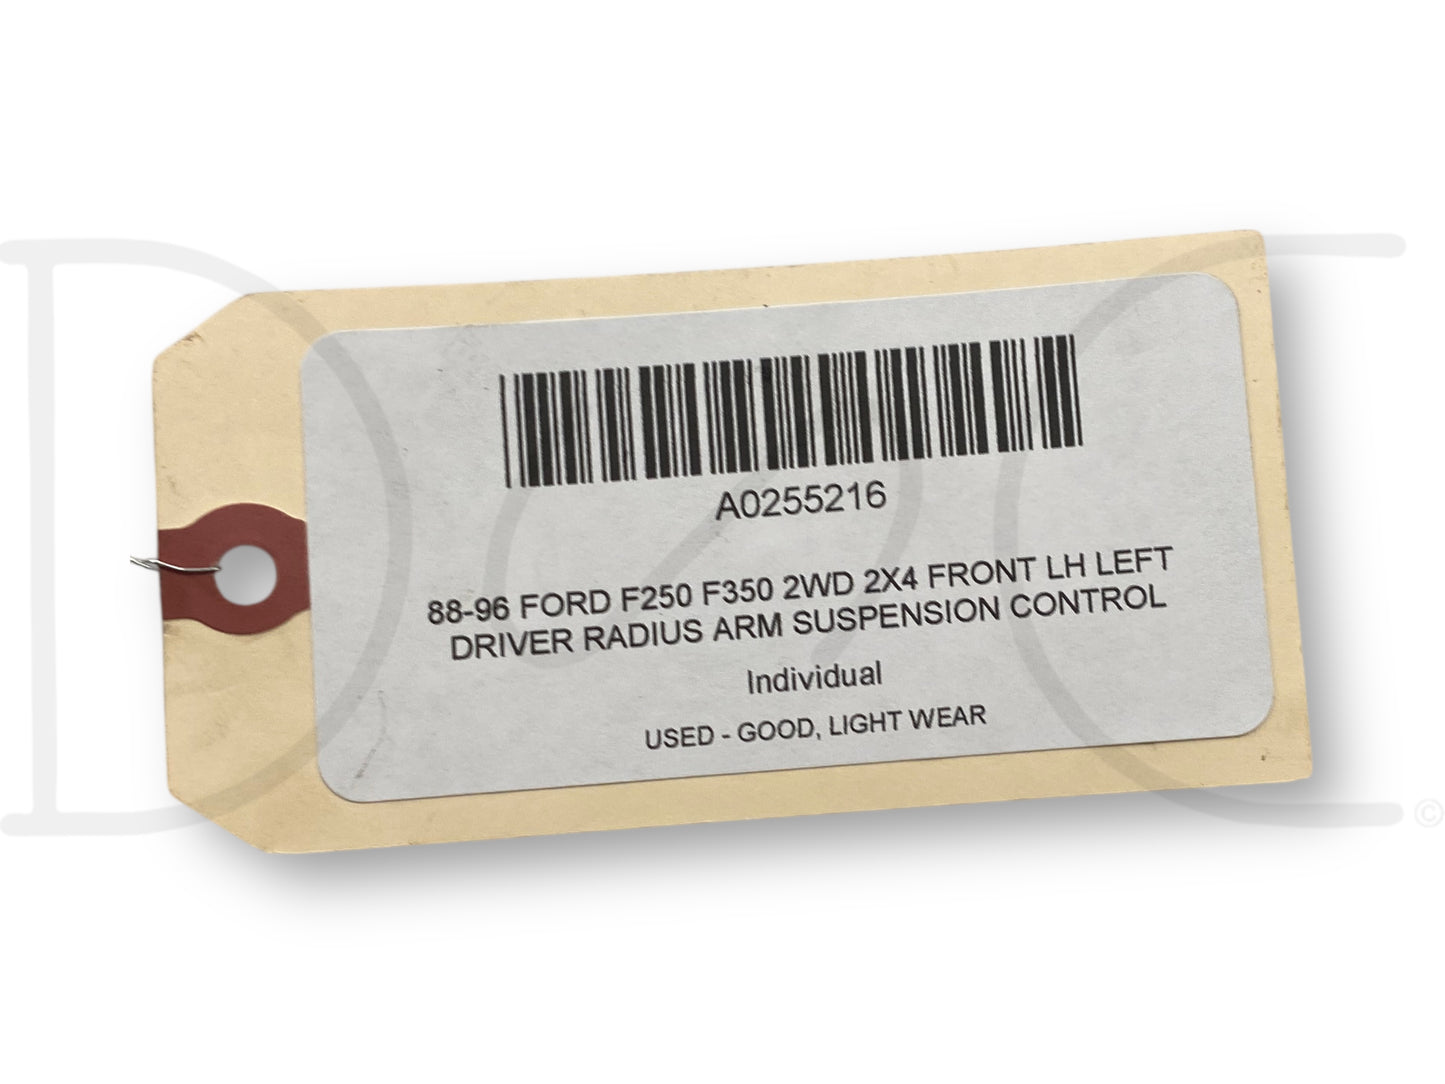 A0255216
88-96 FORD F250 F350 2WD 2X4 FRONT LH LEFT
DRIVER RADIUS ARM SUSPENSION CONTROL
Individual
USED - GOOD, LIGHT WEAR
D C
©